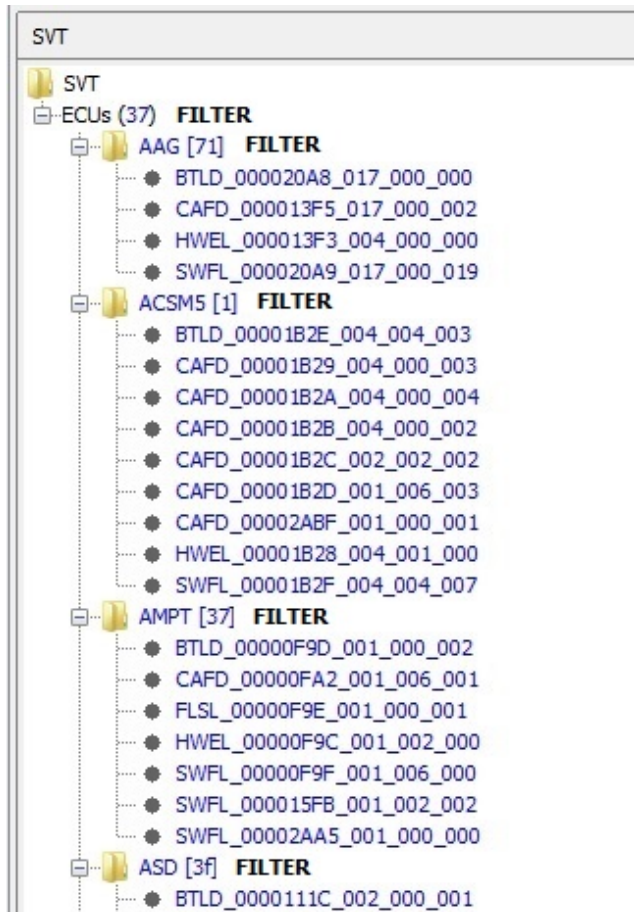 SVT
SVT
ECUs (37) FILTER
AAG [71] FILTER
BTLD_000020A8_017_000_000
CAFD_000013F5_017_000_002
HWEL_000013F3_004_000_000
SWFL_000020A9_017_000_019
ACSM5 [1] FILTER
BTLD_00001B2E_004_004_003
CAFD_00001B29_004_000_003
CAFD_00001B2A_004_000_004
CAFD_00001B2B_004_000_002
CAFD_00001B2C_002_002_002
CAFD_00001B2D_001_006_003
CAFD_00002ABF_001_000_001
HWEL_00001B28_004_001_000
SWFL_00001B2F_004_004_007
AMPT [37] FILTER
BTLD_00000F9D_001_000_002
CAFD_00000FA2_001_006_001
FLSL_00000F9E_001_000_001
HWEL_00000F9C_001_002_000
SWFL_00000F9F_001_006_000
SWFL_000015FB_001_002_002
SWFL_00002AA5_001_000_000
ASD [3f] FILTER
BTLD_0000111C_002_000_001